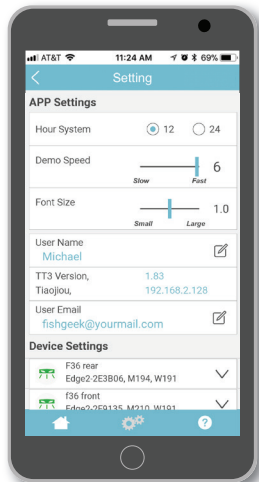 AT&T 11:24 AM 69%
Setting
APP Settings
Hour System 12 24
Demo Speed 6
Slow Fast
Font Size 1.0
Small Large
User Name
Michael
TT3 Version, 1.83
Tiaojiou, 192.168.2.128
User Email
fishgeek@yourmail.com
Device Settings
F36 rear
Edge2-2E3B06, M194, W191
f36 front
Edge2-2F9135, M210, W191
?